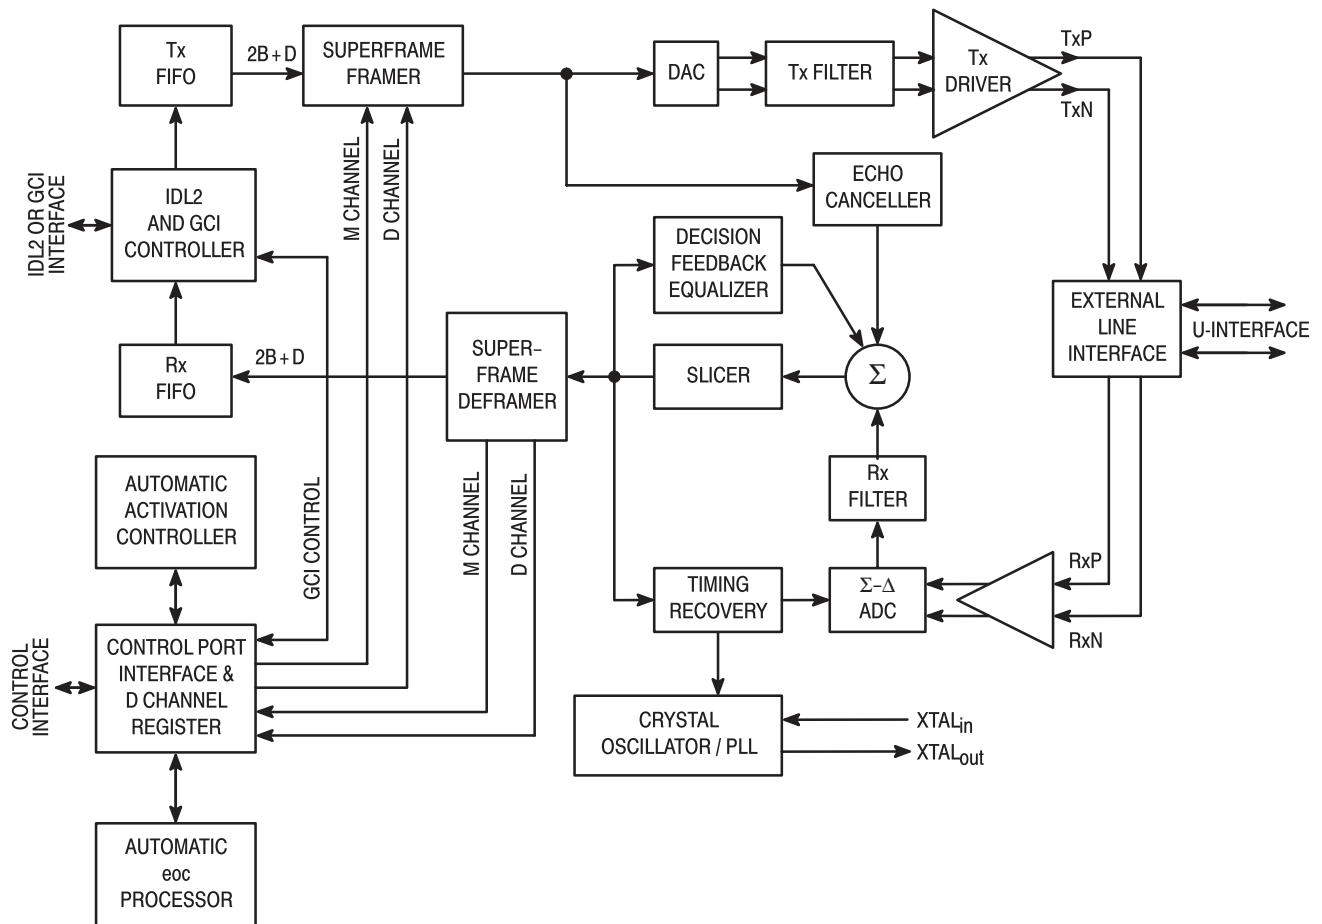 Tx
FIFO
2B+D
SUPERFRAME
FRAMER
DAC
Tx FILTER
Tx
DRIVER
TxP
TxN
IDL2 OR GCI
INTERFACE
IDL2
AND GCI
CONTROLLER
M CHANNEL
D CHANNEL
ECHO
CANCELLER
DECISION
FEEDBACK
EQUALIZER
EXTERNAL
LINE
INTERFACE
U-INTERFACE
Rx
FIFO
2B+D
SUPER–
FRAME
DEFRAMER
SLICER
Σ
Rx
FILTER
AUTOMATIC
ACTIVATION
CONTROLLER
GCI CONTROL
M CHANNEL
D CHANNEL
TIMING
RECOVERY
Σ–Δ
ADC
RxP
RxN
CONTROL
INTERFACE
CONTROL PORT
INTERFACE &
D CHANNEL
REGISTER
CRYSTAL
OSCILLATOR / PLL
XTALin
XTALout
AUTOMATIC
eoc
PROCESSOR